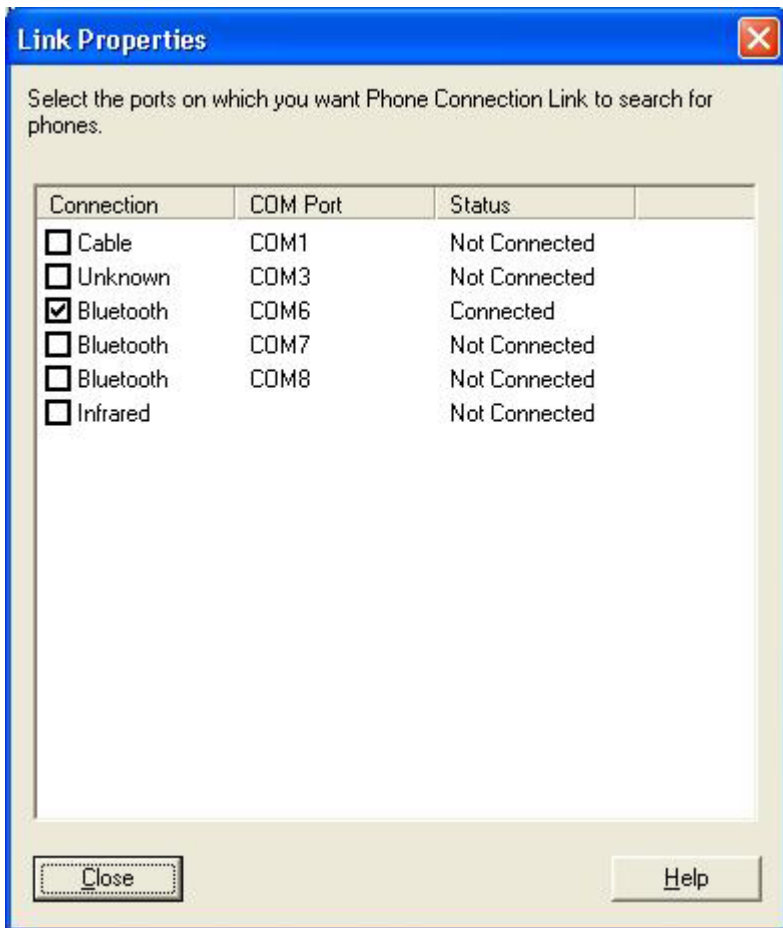 Link Properties
Select the ports on which you want Phone Connection Link to search for
phones.
Connection COM Port Status
Cable COM1 Not Connected
Unknown COM3 Not Connected
Bluetooth COM6 Connected
Bluetooth COM7 Not Connected
Bluetooth COM8 Not Connected
Infrared Not Connected
Close Help